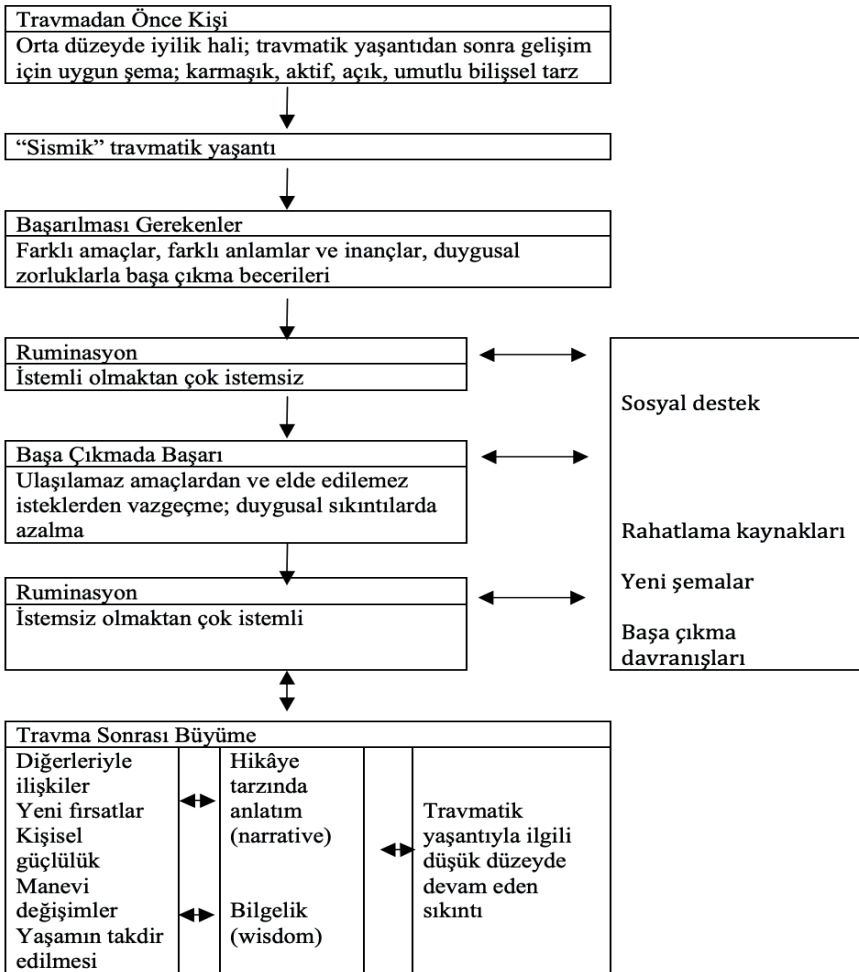 Travmadan Önce Kişi
Orta düzeyde iyilik hali; travmatik yaşantıdan sonra gelişim
için uygun şema; karmaşık, aktif, açık, umutlu bilişsel tarz
“Sismik” travmatik yaşantı
Başarılması Gerekenler
Farklı amaçlar, farklı anlamlar ve inançlar, duygusal
zorluklarla başa çıkma becerileri
Ruminasyon
İstemli olmaktan çok istemsiz
Başa Çıkmada Başarı
Ulaşılamaz amaçlardan ve elde edilemez
isteklerden vazgeçme; duygusal sıkıntılarda
azalma
Ruminasyon
İstemsiz olmaktan çok istemli
Sosyal destek
Rahatlama kaynakları
Yeni şemalar
Başa çıkma
davranışları
Travma Sonrası Büyüme
Diğerleriyle
ilişkiler
Yeni fırsatlar
Kişisel
güçlülük
Manevi
değişimler
Yaşamın takdir
edilmesi
Hikâye
tarzında
anlatım
(narrative)
Bilgelik
(wisdom)
Travmatik
yaşantıyla ilgili
düşük düzeyde
devam eden
sıkıntı